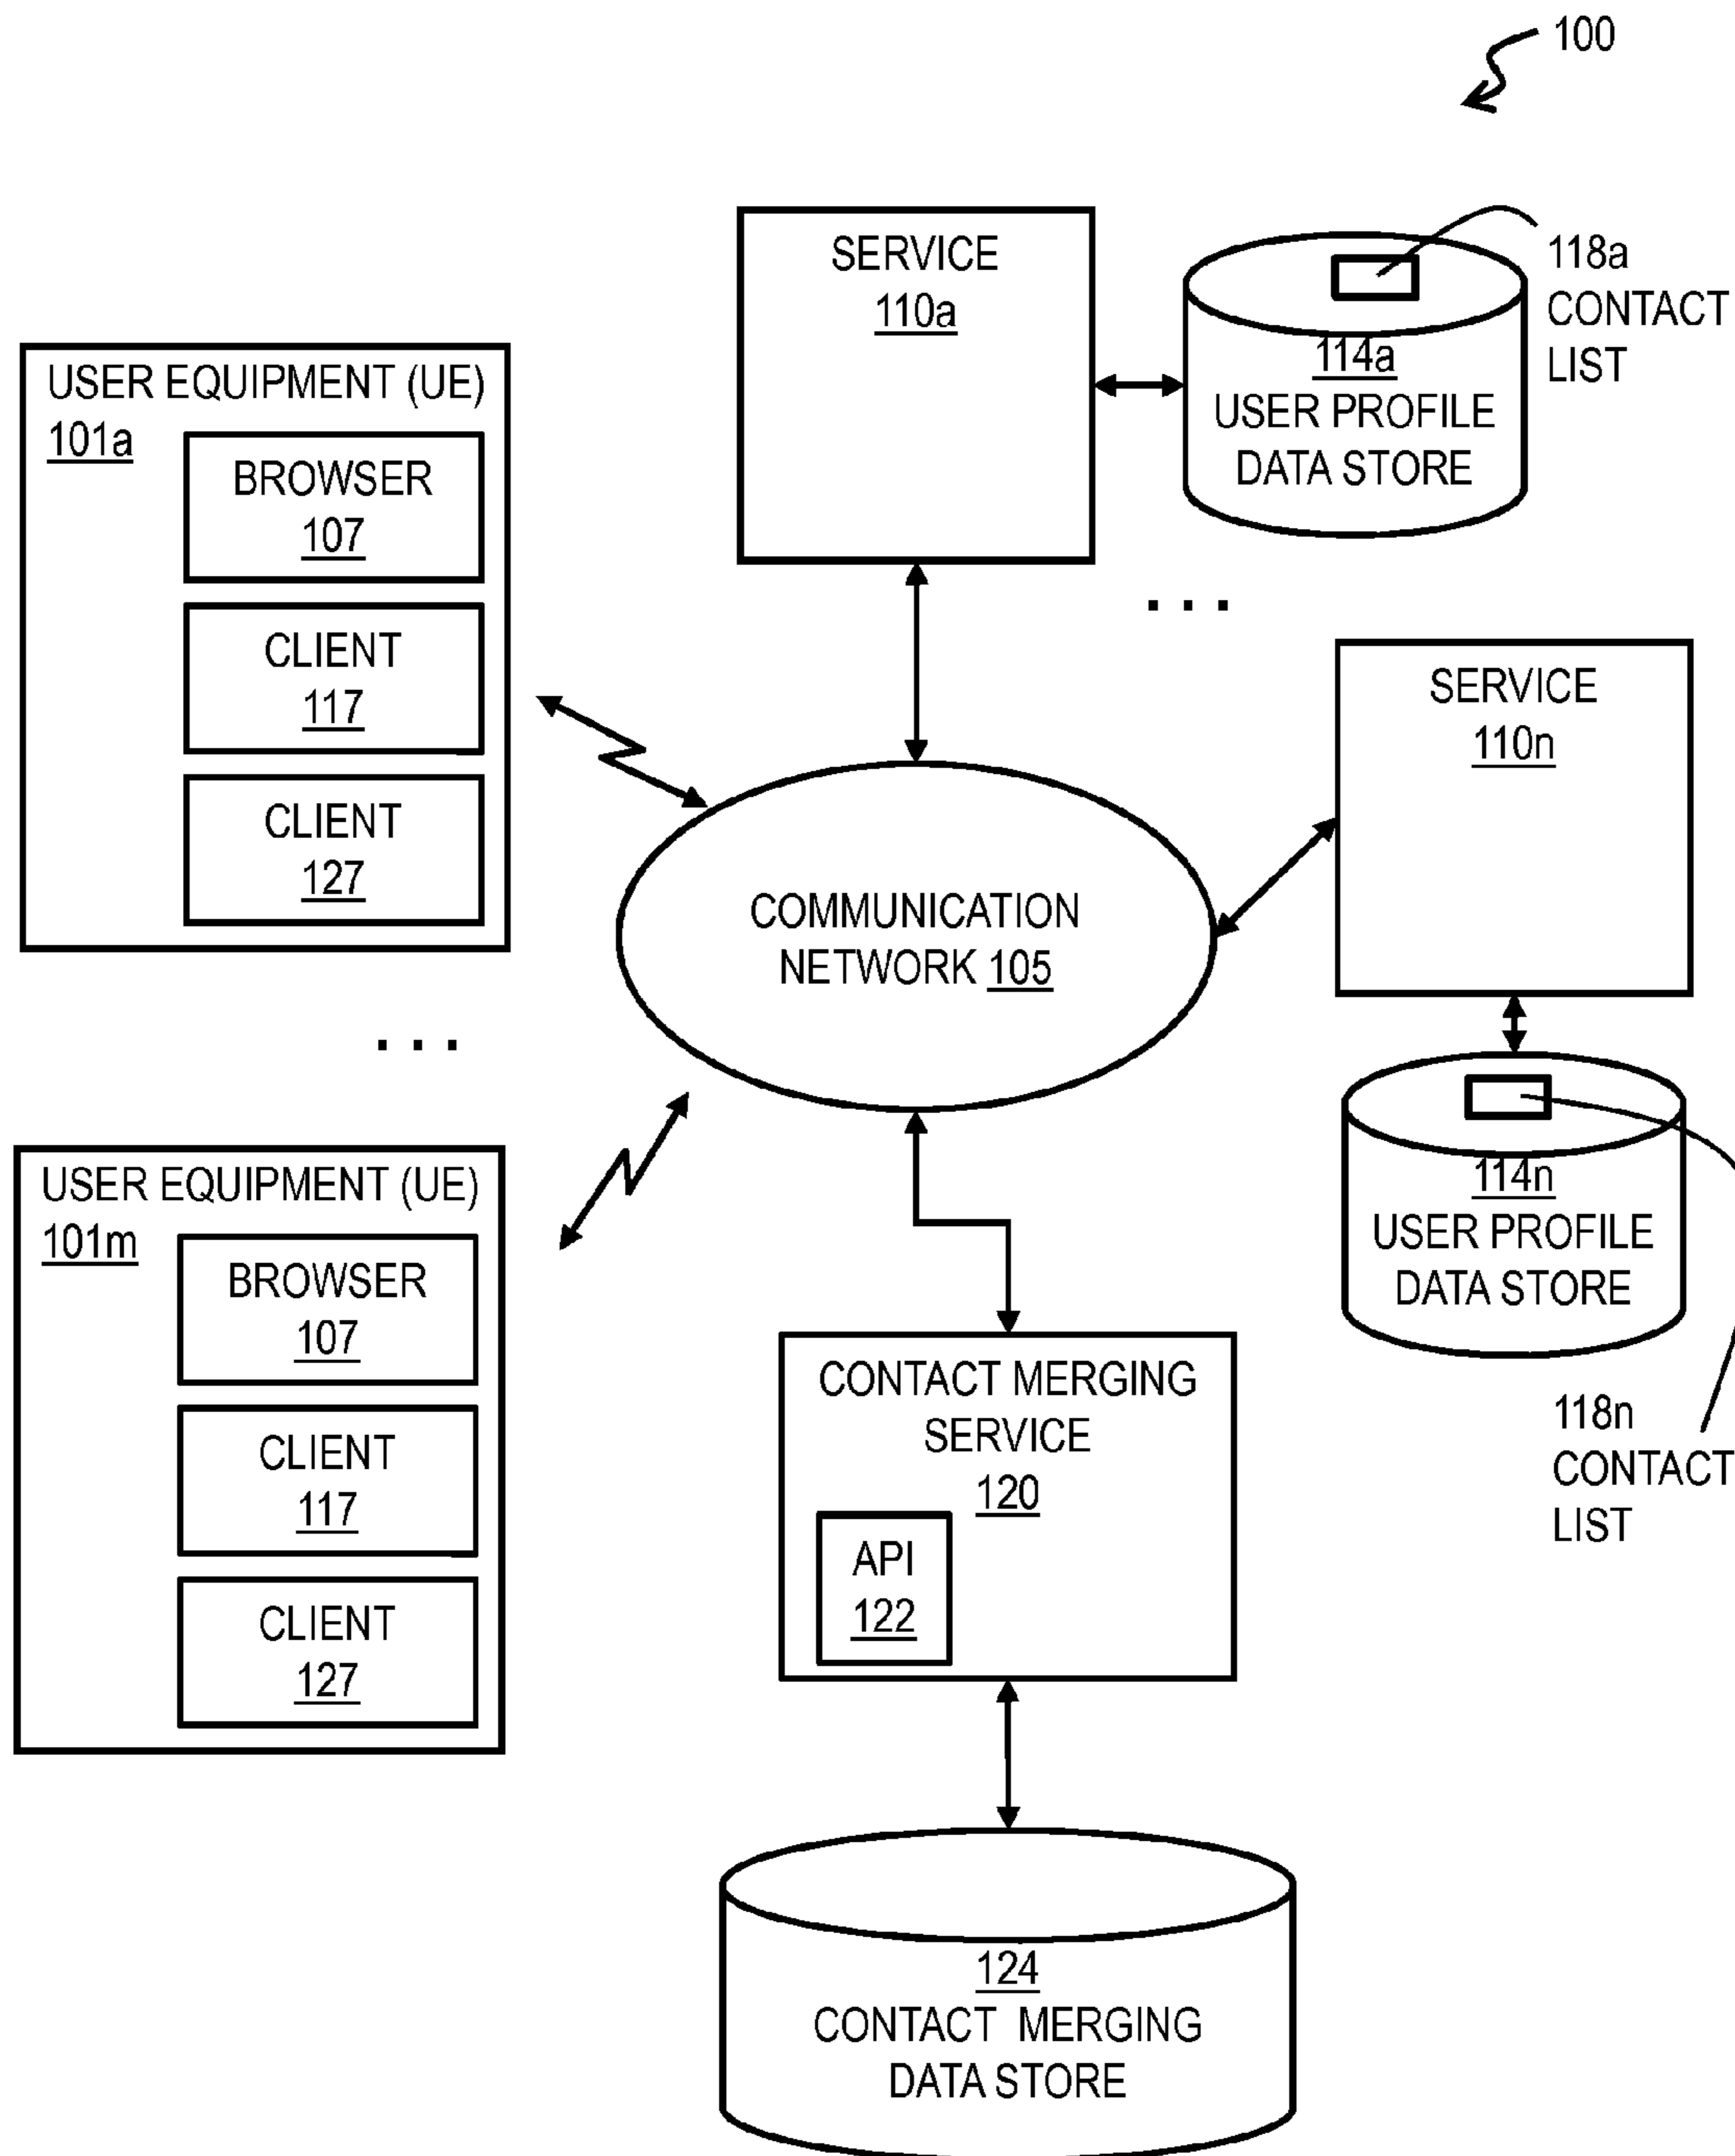 100
SERVICE
110a
118a
CONTACT
LIST
114a
USER PROFILE
DATA STORE
USER EQUIPMENT (UE)
101a
BROWSER
107
CLIENT
117
CLIENT
127
. . .
SERVICE
110n
COMMUNICATION
NETWORK 105
. . .
114n
USER PROFILE
DATA STORE
118n
CONTACT
LIST
USER EQUIPMENT (UE)
101m
BROWSER
107
CLIENT
117
CLIENT
127
CONTACT MERGING
SERVICE
120
API
122
124
CONTACT MERGING
DATA STORE